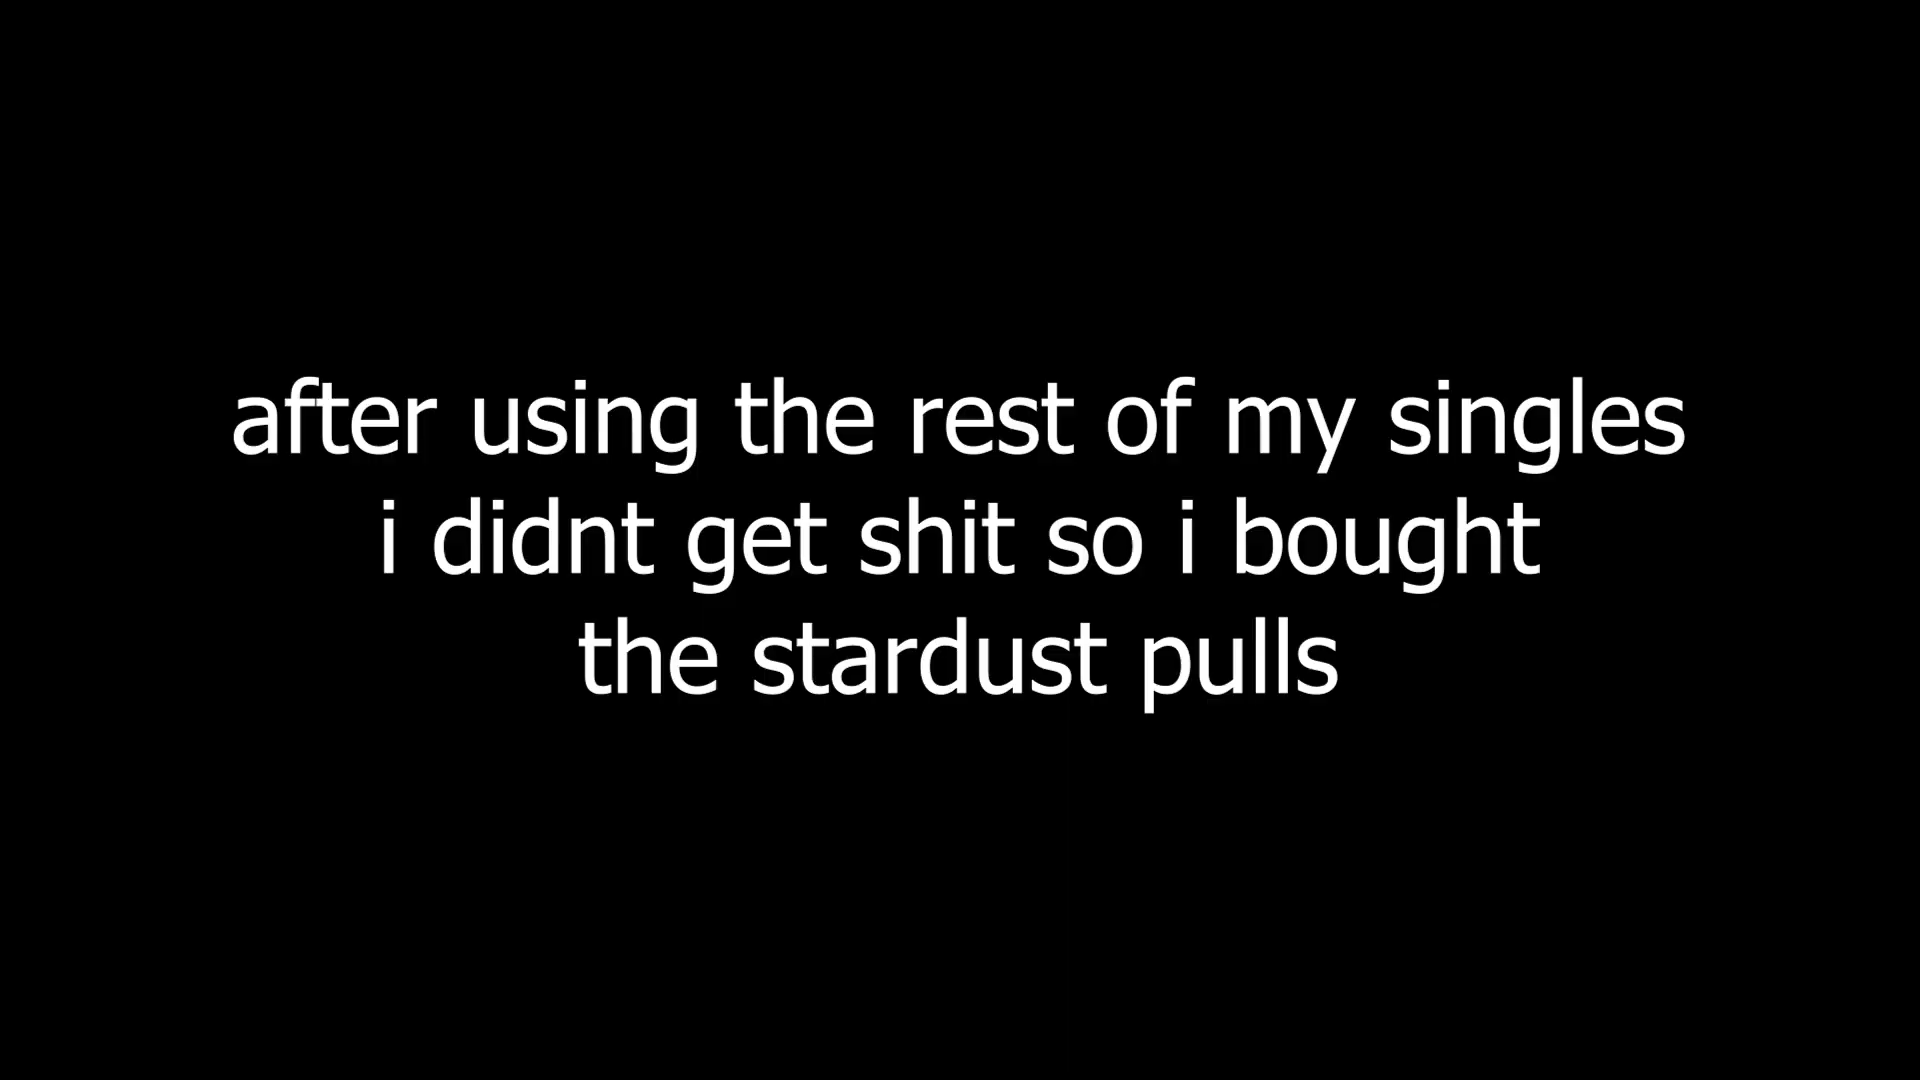 after using the rest of my singles
i didnt get shit so i bought
the stardust pulls